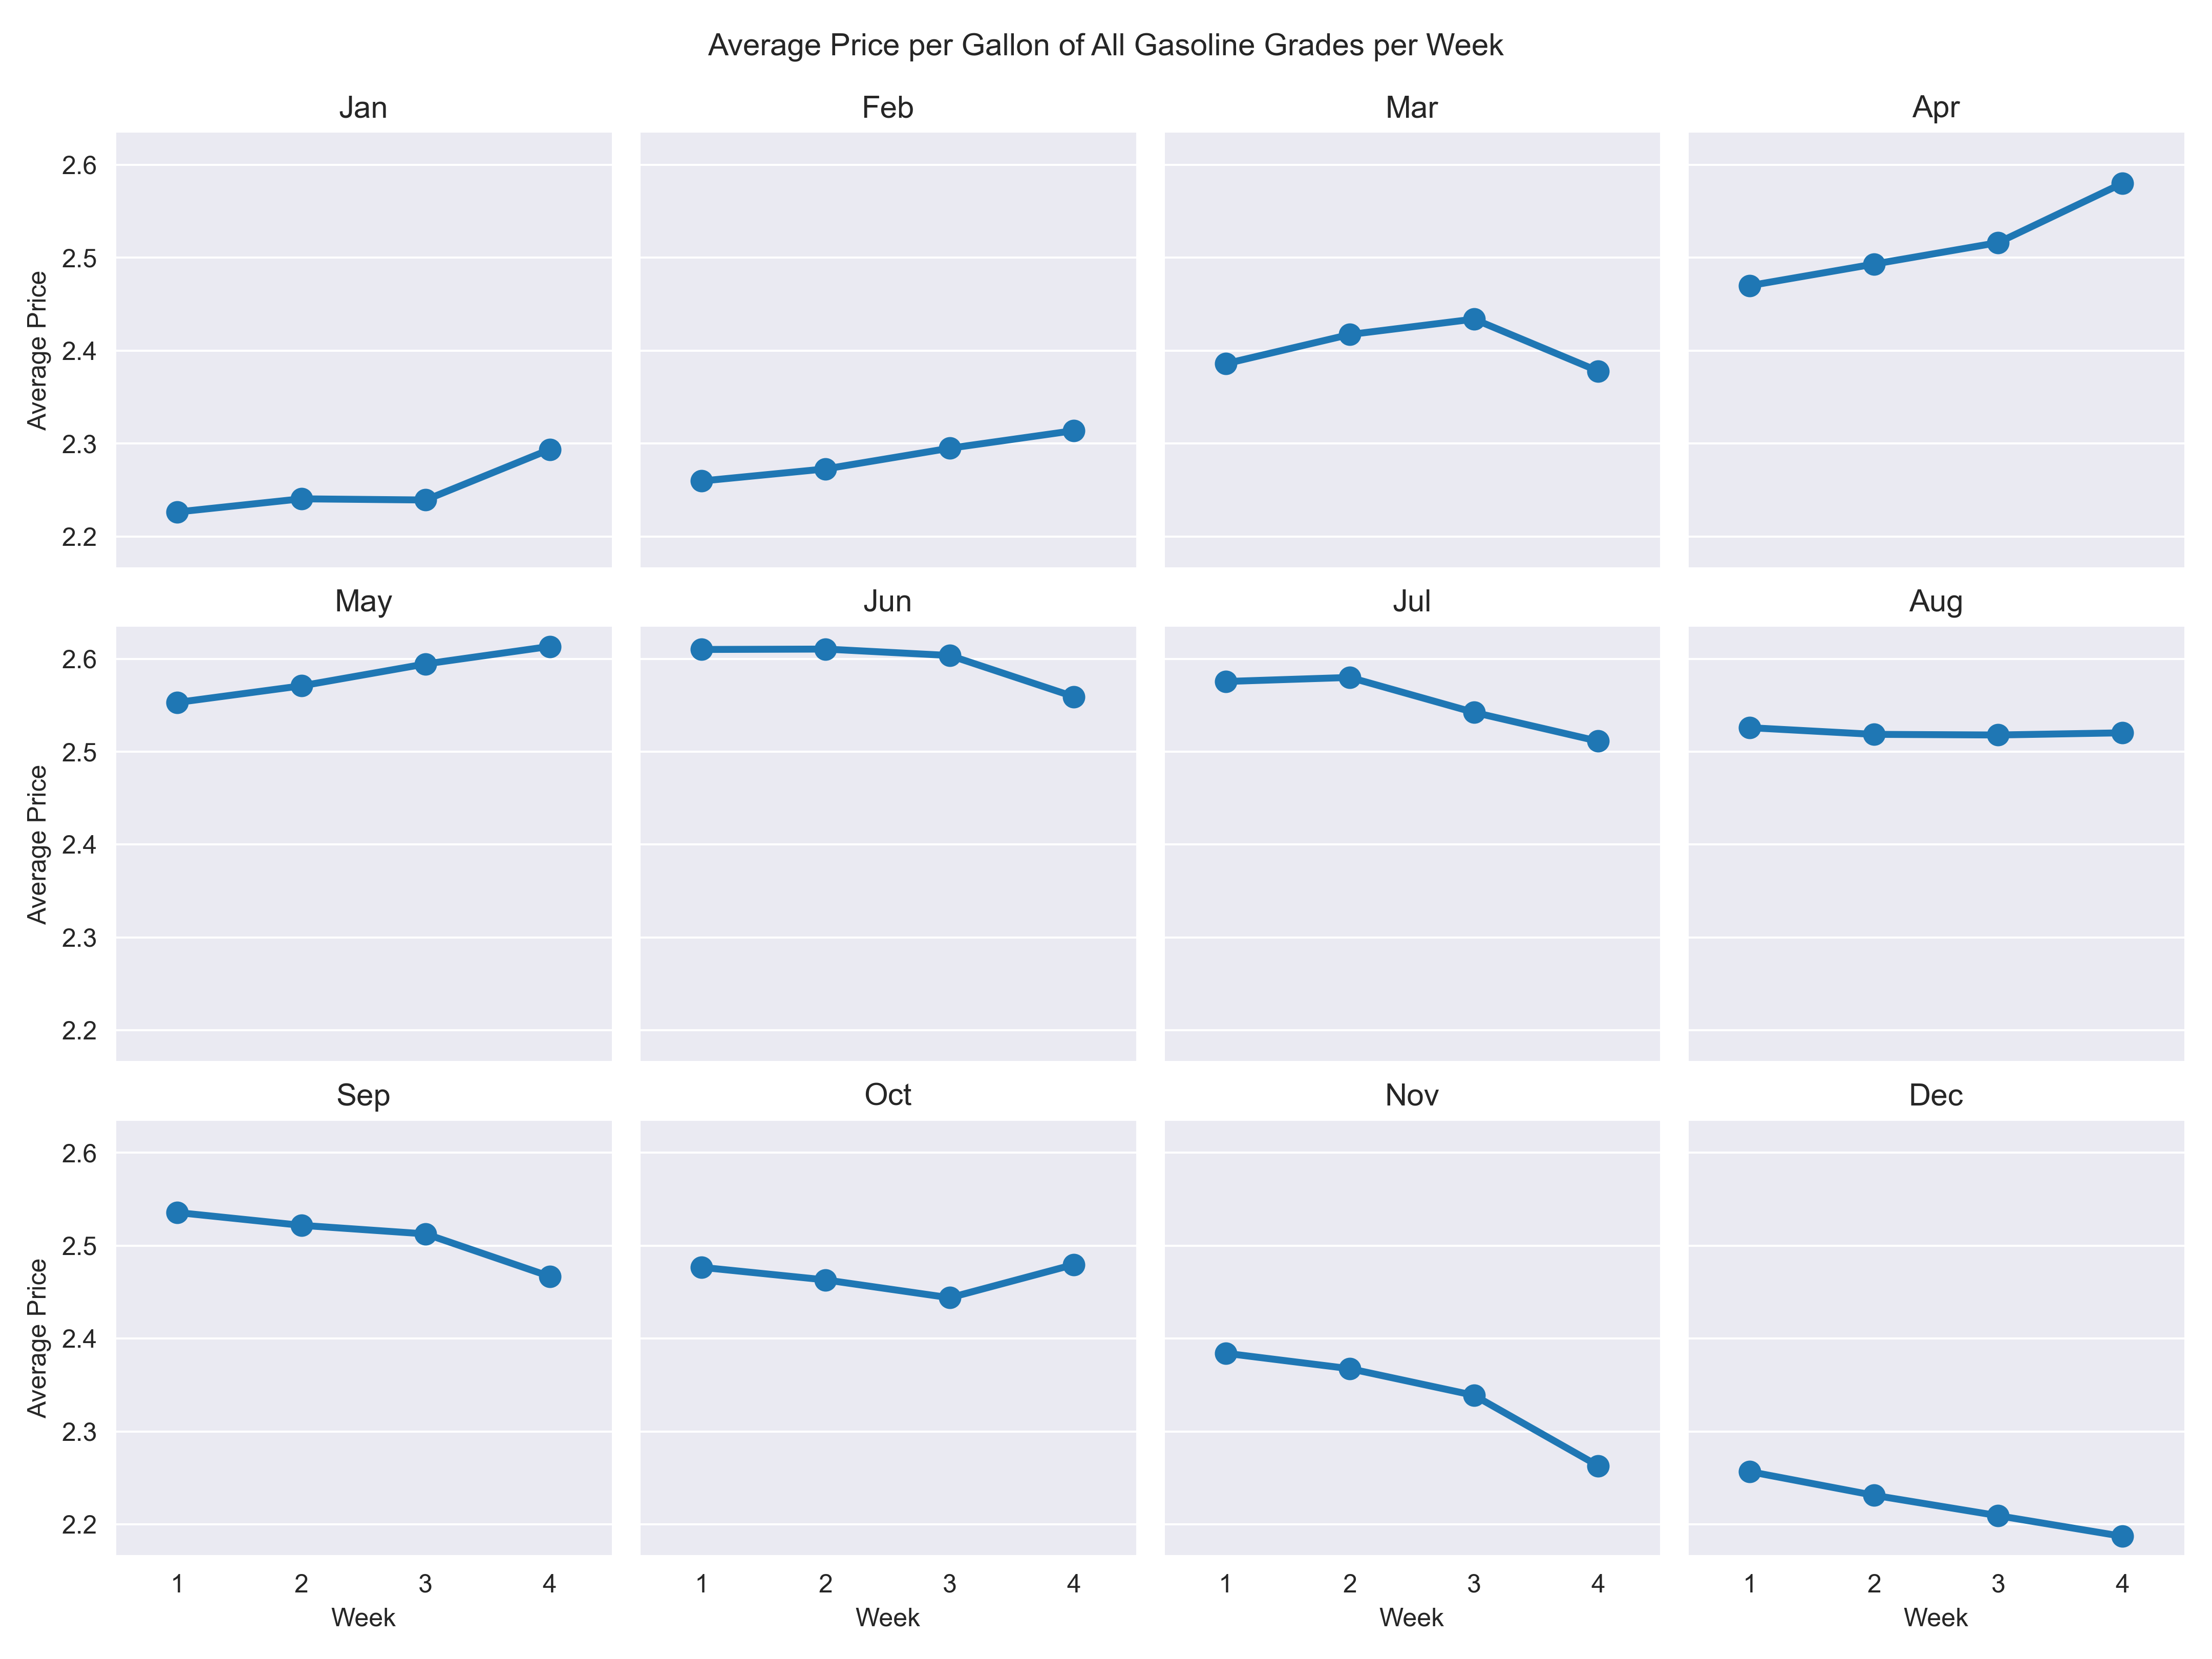 Average Price per Gallon of All Gasoline Grades per Week
Jan
Feb
Mar
Apr
Average Price
2.6
2.5
2.4
2.3
2.2
May
Jun
Jul
Aug
Average Price
2.6
2.5
2.4
2.3
2.2
Sep
Oct
Nov
Dec
Average Price
2.6
2.5
2.4
2.3
2.2
1 2 3 4
Week
1 2 3 4
Week
1 2 3 4
Week
1 2 3 4
Week